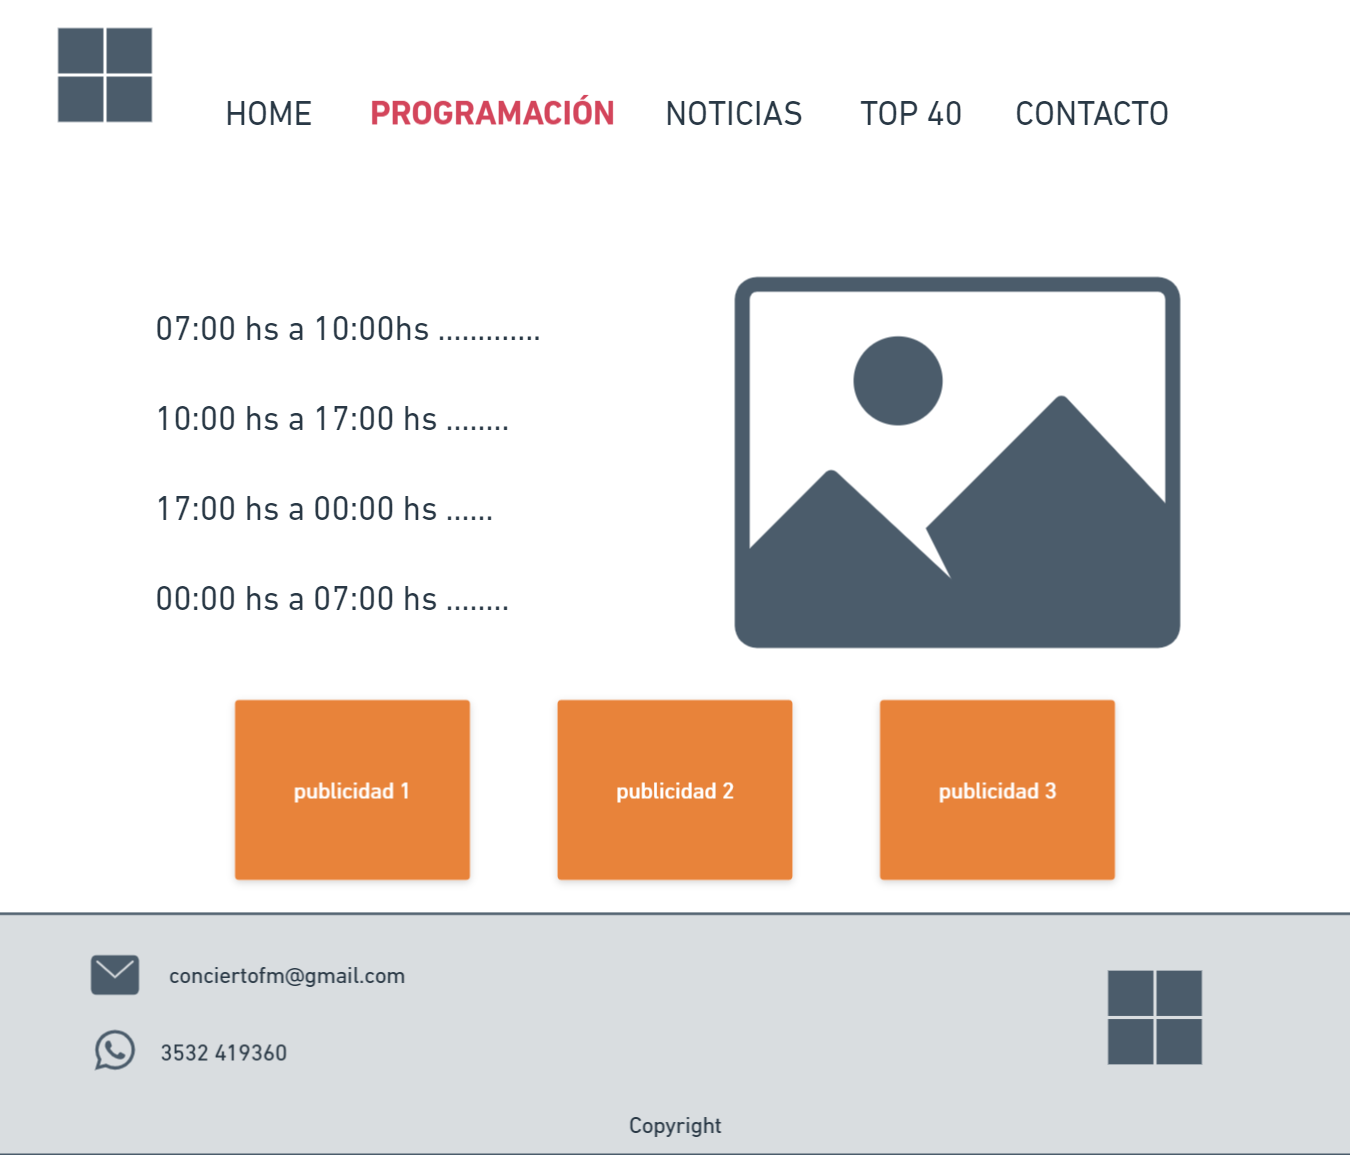 HOME PROGRAMACIÓN NOTICIAS TOP 40 CONTACTO
07:00 hs a 10:00hs .............
10:00 hs a 17:00 hs ........
17:00 hs a 00:00 hs ......
00:00 hs a 07:00 hs ........
publicidad 1 publicidad 2 publicidad 3
conciertofm@gmail.com
3532 419360
Copyright